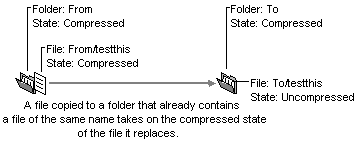 Folder: From
State: Compressed
Folder: To
State: Compressed
File: From/testthis
State: Compressed
File: To/testthis
State: Uncompressed
A file copied to a folder that already contains
a file of the same name takes on the compressed state
of the file it replaces.